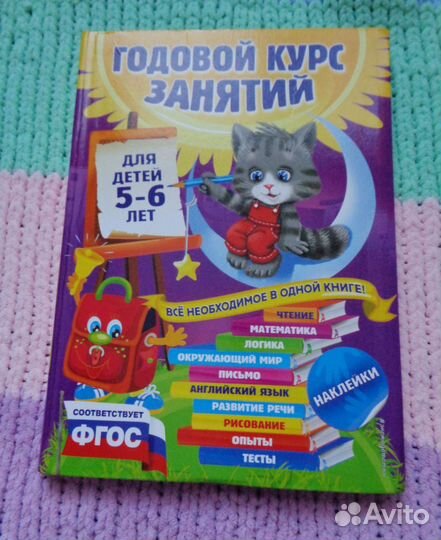 ГОДОВОЙ КУРС
ЗАНЯТИЙ
ДЛЯ
ДЕТЕЙ
5-6
ЛЕТ
ВСЁ НЕОБХОДИМОЕ В ОДНОЙ КНИГЕ!
ЧТЕНИЕ
МАТЕМАТИКА
ЛОГИКА
ОКРУЖАЮЩИЙ МИР
ПИСЬМО
АНГЛИЙСКИЙ ЯЗЫК
РАЗВИТИЕ РЕЧИ
РИСОВАНИЕ
ОПЫТЫ
ТЕСТЫ
НАКЛЕЙКИ
СООТВЕТСТВУЕТ
ФГОС
Avito